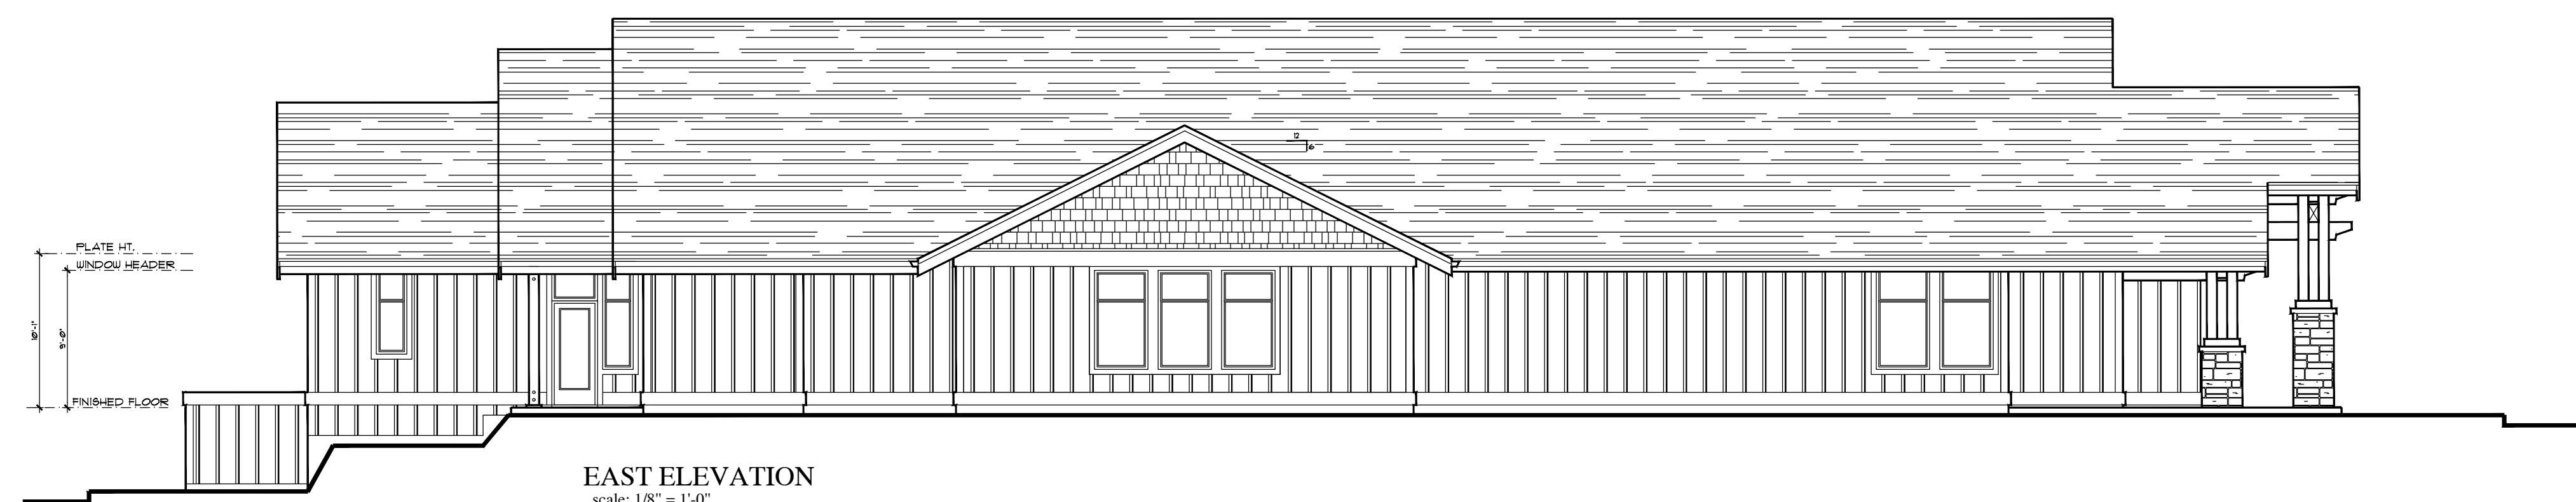 12
6
PLATE HT.
WINDOW HEADER
10'-1"
9'-0"
FINISHED FLOOR
EAST ELEVATION
scale: 1/8" = 1'-0"